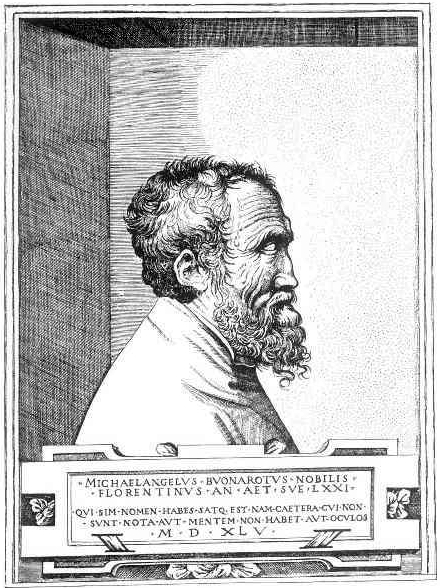 ·MICHAELANGELVS·BVONAROTVS·NOBILIS·
·FLORENTINVS·AN·AET·SVE·LXXI·
·QVI·SIM·NOMEN·HABES·SATQ·EST·NAM·CAETERA·CVI·NON·
·SVNT·NOTA·AVT·MENTEM·NON·HABET·AVT·OCVLOS
·M·D·XLV·